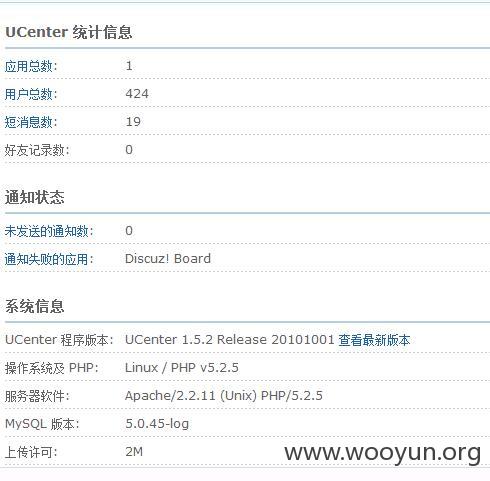 UCenter 统计信息
应用总数: 1
用户总数: 424
短消息数: 19
好友记录数: 0
通知状态
未发送的通知数: 0
通知失败的应用: Discuz! Board
系统信息
UCenter 程序版本: UCenter 1.5.2 Release 20101001 查看最新版本
操作系统及 PHP: Linux / PHP v5.2.5
服务器软件: Apache/2.2.11 (Unix) PHP/5.2.5
MySQL 版本: 5.0.45-log
上传许可: 2M
www.wooyun.org